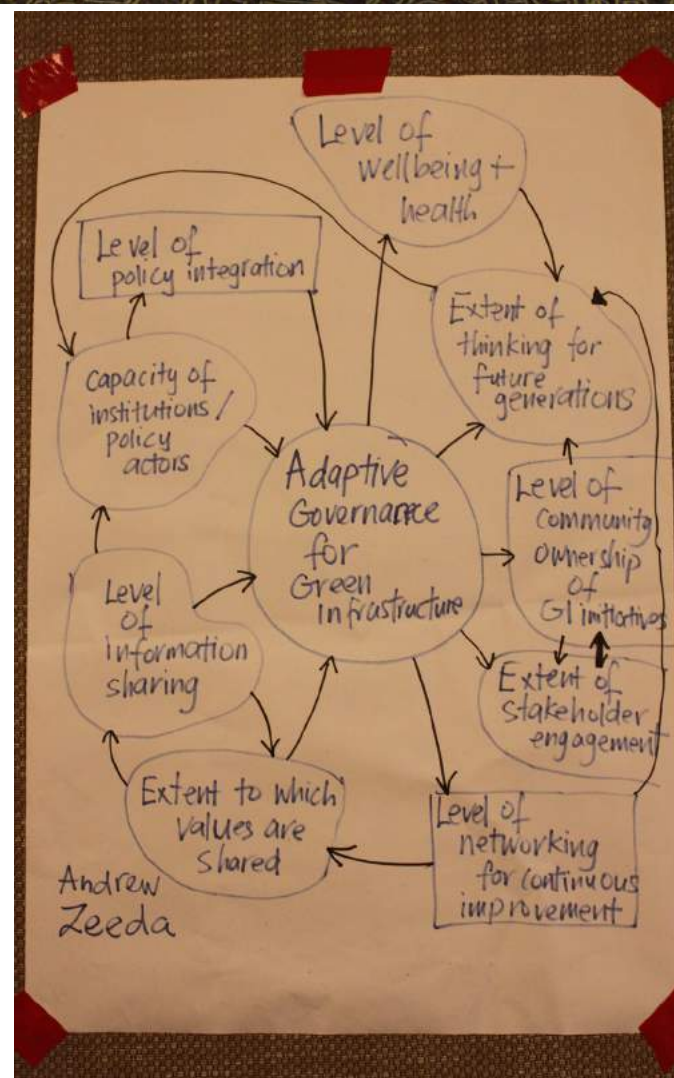 Level of
wellbeing +
health
Level of
policy integration
Extent of
thinking for
future
generations
Capacity of
institutions /
policy
actors
Adaptive
Governance
for
Green
infrastructure
Level of
community
ownership
of
GI initiatives
Level
of
information
sharing
Extent of
stakeholder
engagement
Extent to which
values are
shared
Level of
networking
for continuous
improvement
Andrew
Zeeda